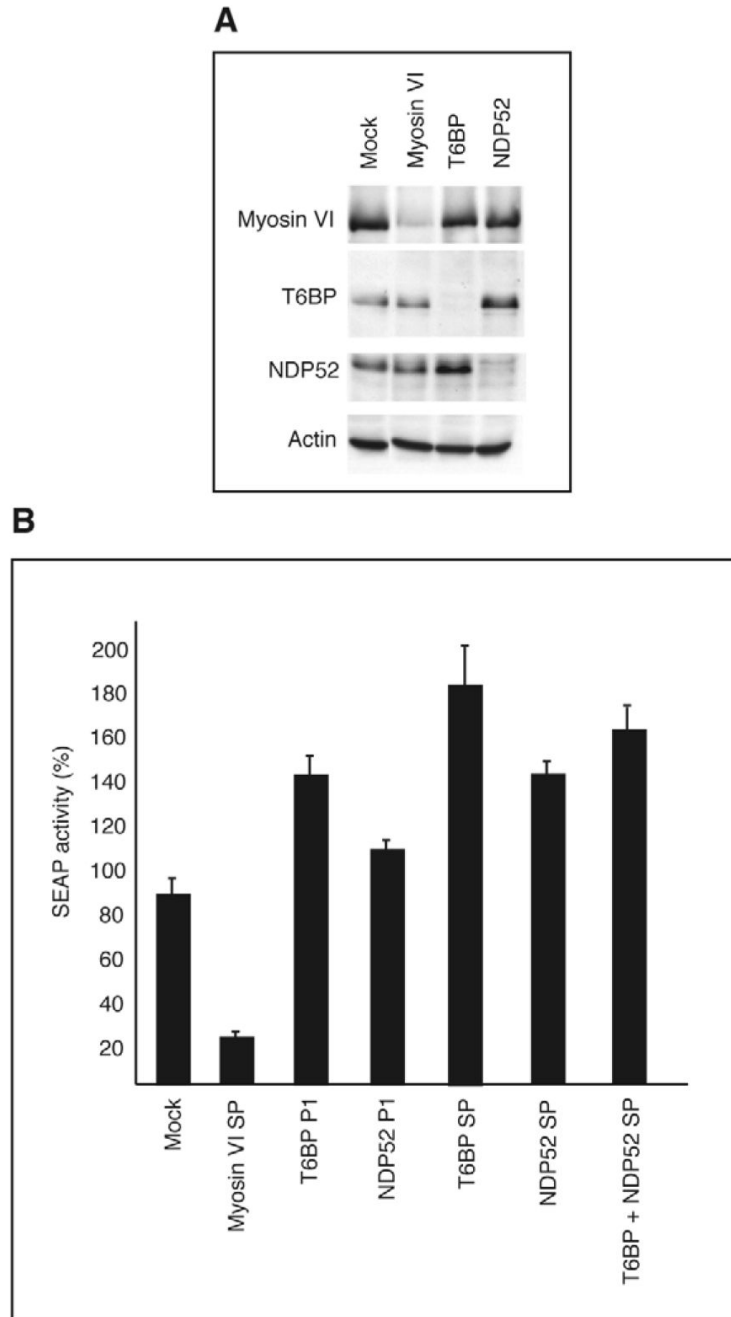 A
Mock
Myosin VI
T6BP
NDP52
Myosin VI
T6BP
NDP52
Actin
B
SEAP activity (%)
200
180
160
140
120
100
80
60
40
20
Mock
Myosin VI SP
T6BP P1
NDP52 P1
T6BP SP
NDP52 SP
T6BP + NDP52 SP